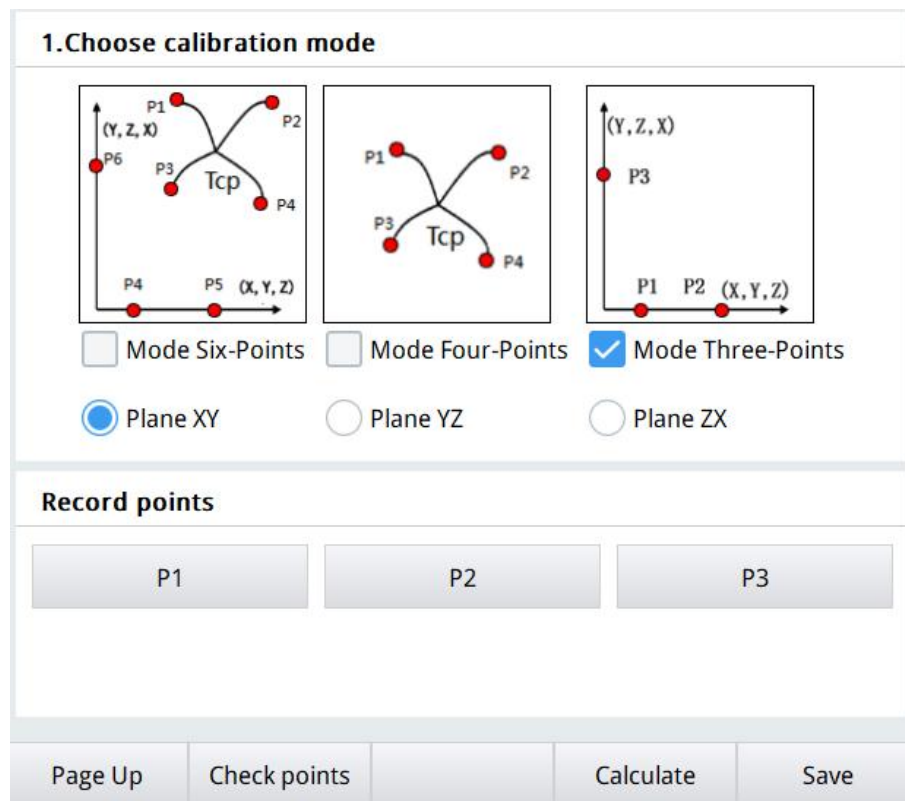 1.Choose calibration mode
P1
P2
(Y, Z, X)
P6
P3
Tcp
P4
P4
P5
(X, Y, Z)
P1
P2
P3
Tcp
P4
(Y, Z, X)
P3
P1
P2
(X, Y, Z)
Mode Six-Points
Mode Four-Points
Mode Three-Points
Plane XY
Plane YZ
Plane ZX
Record points
P1
P2
P3
Page Up
Check points
Calculate
Save